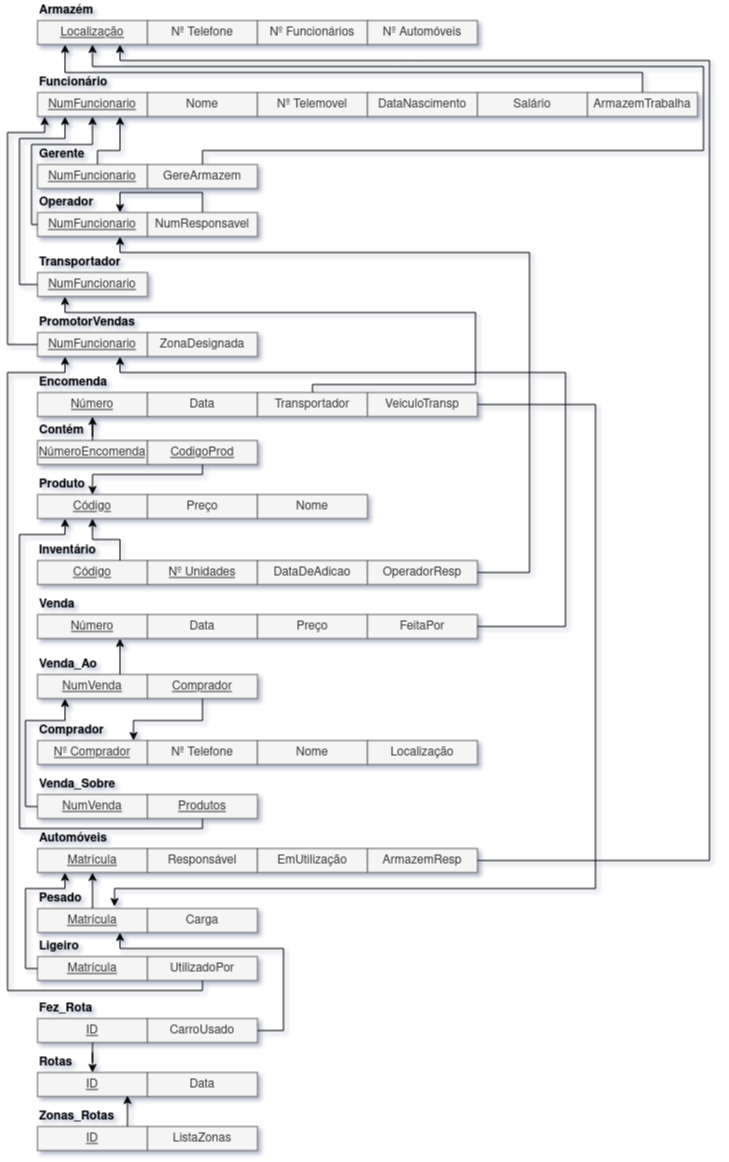 Armazém
Localização Nº Telefone Nº Funcionários Nº Automóveis
Funcionário
NumFuncionario Nome Nº Telemovel DataNascimento Salário ArmazemTrabalha
Gerente
NumFuncionario GereArmazem
Operador
NumFuncionario NumResponsavel
Transportador
NumFuncionario
PromotorVendas
NumFuncionario ZonaDesignada
Encomenda
Número Data Transportador VeiculoTransp
Contém
NúmeroEncomenda CodigoProd
Produto
Código Preço Nome
Inventário
Código Nº Unidades DataDeAdicao OperadorResp
Venda
Número Data Preço FeitaPor
Venda_Ao
NumVenda Comprador
Comprador
Nº Comprador Nº Telefone Nome Localização
Venda_Sobre
NumVenda Produtos
Automóveis
Matrícula Responsável EmUtilização ArmazemResp
Pesado
Matrícula Carga
Ligeiro
Matrícula UtilizadoPor
Fez_Rota
ID CarroUsado
Rotas
ID Data
Zonas_Rotas
ID ListaZonas